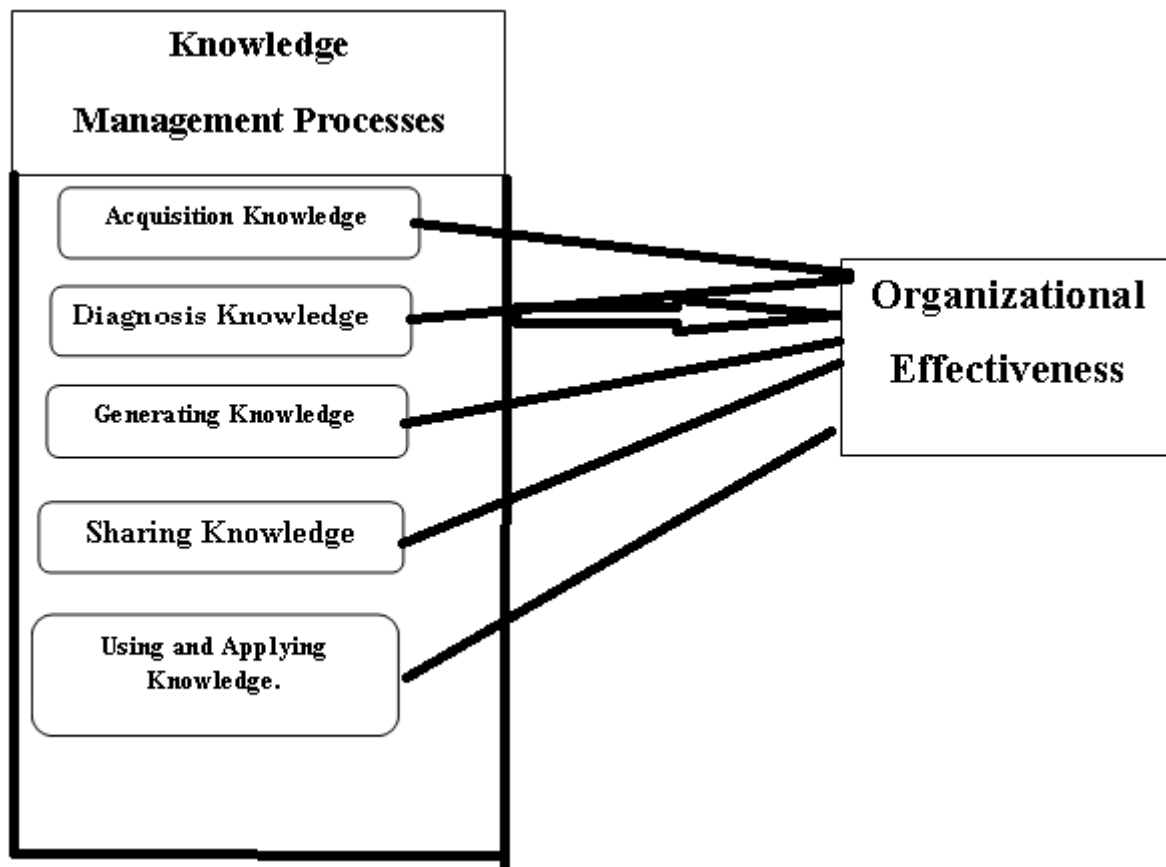 Knowledge
Management Processes
Acquisition Knowledge
Diagnosis Knowledge
Generating Knowledge
Sharing Knowledge
Using and Applying
Knowledge.
Organizational
Effectiveness